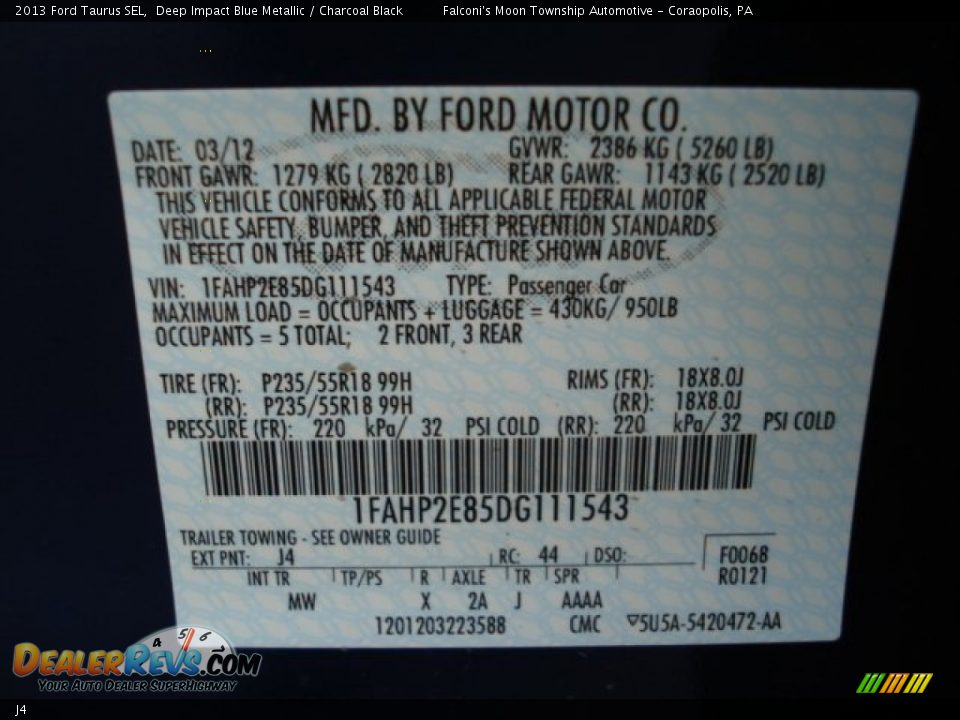 2013 Ford Taurus SEL, Deep Impact Blue Metallic / Charcoal Black Falconi's Moon Township Automotive - Coraopolis, PA
MFD. BY FORD MOTOR CO.
DATE: 03/12 GVWR: 2386 KG ( 5260 LB)
FRONT GAWR: 1279 KG ( 2820 LB) REAR GAWR: 1143 KG ( 2520 LB)
THIS VEHICLE CONFORMS TO ALL APPLICABLE FEDERAL MOTOR
VEHICLE SAFETY, BUMPER, AND THEFT PREVENTION STANDARDS
IN EFFECT ON THE DATE OF MANUFACTURE SHOWN ABOVE.
VIN: 1FAHP2E85DG111543 TYPE: Passenger Car
MAXIMUM LOAD = OCCUPANTS + LUGGAGE = 430KG/ 950LB
OCCUPANTS = 5 TOTAL; 2 FRONT, 3 REAR
TIRE (FR): P235/55R18 99H RIMS (FR): 18X8.0J
(RR): P235/55R18 99H (RR): 18X8.0J
PRESSURE (FR): 220 kPa/ 32 PSI COLD (RR): 220 kPa/ 32 PSI COLD
1FAHP2E85DG111543
TRAILER TOWING - SEE OWNER GUIDE
EXT PNT: J4 RC: 44 DSO: F0068
INT TR TP/PS R AXLE TR SPR R0121
MW X 2A J AAAA
1201203223588 CMC 5U5A-5420472-AA
4 5 6
DEALERREVS.COM
YOUR AUTO DEALER SUPERHIGHWAY
J4